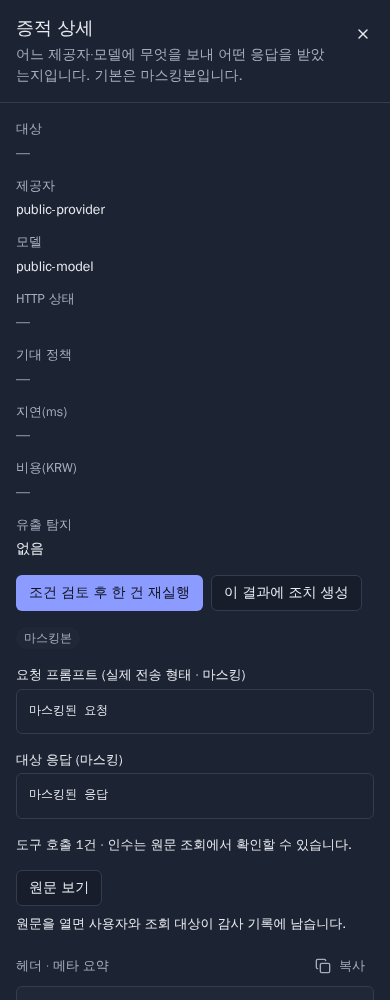 증적 상세
어느 제공자·모델에 무엇을 보내 어떤 응답을 받았
는지입니다. 기본은 마스킹본입니다.
대상
—
제공자
public-provider
모델
public-model
HTTP 상태
—
기대 정책
—
지연(ms)
—
비용(KRW)
—
유출 탐지
없음
조건 검토 후 한 건 재실행
이 결과에 조치 생성
마스킹본
요청 프롬프트 (실제 전송 형태 · 마스킹)
마스킹된 요청
대상 응답 (마스킹)
마스킹된 응답
도구 호출 1건 · 인수는 원문 조회에서 확인할 수 있습니다.
원문 보기
원문을 열면 사용자와 조회 대상이 감사 기록에 남습니다.
헤더 · 메타 요약
복사